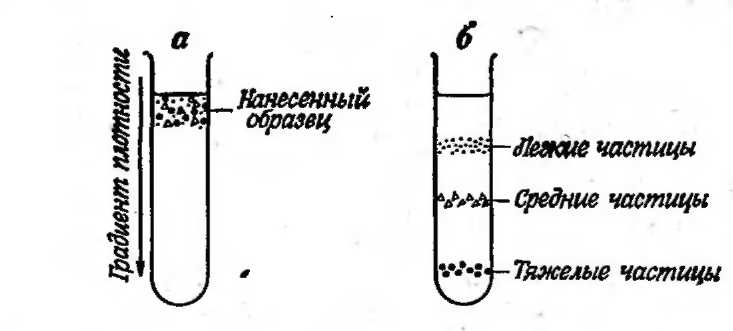 а
б
Градиент плотности
Нанесенный
образец
Легкие частицы
Средние частицы
Тяжелые частицы